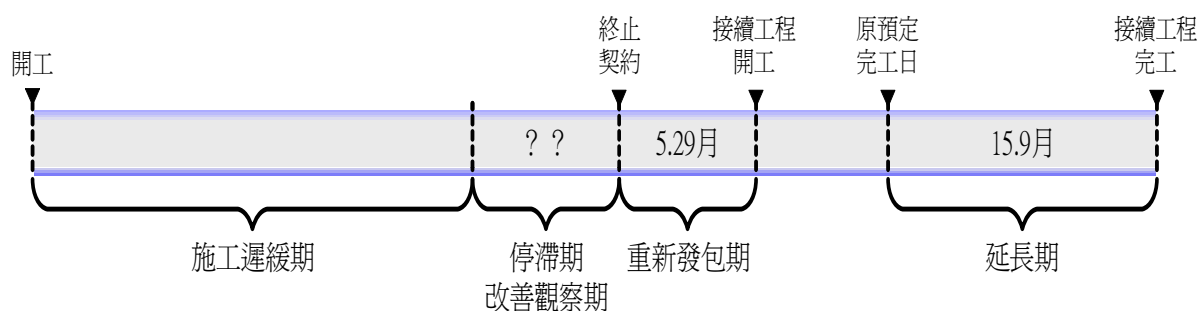 開工
終止
契約
接續工程
開工
原預定
完工日
接續工程
完工
? ?
5.29月
15.9月
施工遲緩期
停滯期
改善觀察期
重新發包期
延長期